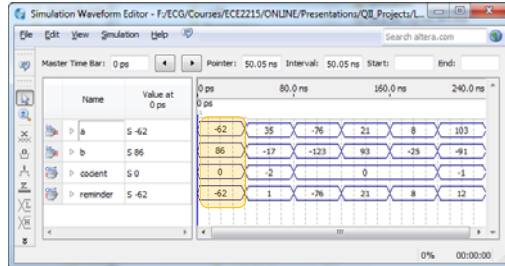 Simulation Waveform Editor - F:/ECG/Courses/ECE2215/ONLINE/Presentations/QII_Projects/L...
File Edit View Simulation Help Search altera.com
Master Time Bar: 0 ps Pointer: 50.05 ns Interval: 50.05 ns Start: End:
Name Value at 0 ps 0 ps 80.0 ns 160.0 ns 240.0 ns
0 ps
a S -62 -62 35 -76 21 8 103
b S 86 86 -17 -123 93 -25 -91
cocient S 0 0 -2 0 -1
reminder S -62 -62 1 -76 21 8 12
0% 00:00:00